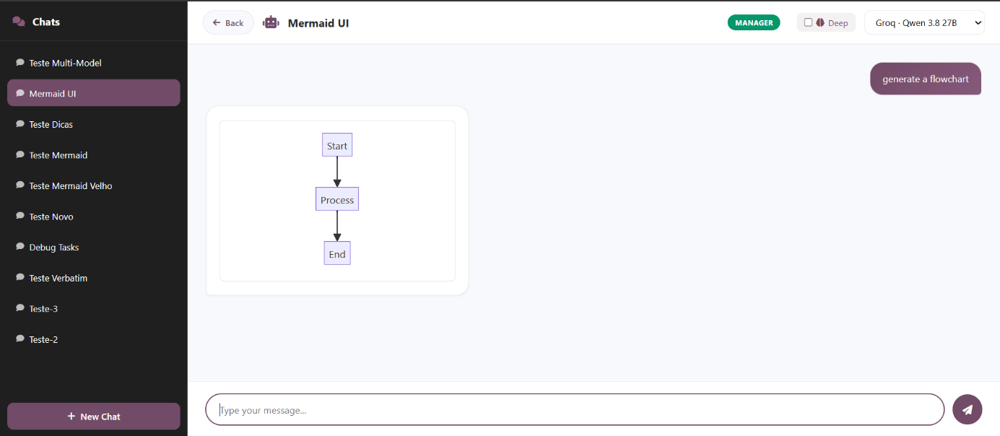 Chats
Teste Multi-Model
Mermaid UI
Teste Dicas
Teste Mermaid
Teste Mermaid Velho
Teste Novo
Debug Tasks
Teste Verbatim
Teste-3
Teste-2
+ New Chat
← Back
Mermaid UI
MANAGER
Deep
Groq · Qwen 3.8 27B
generate a flowchart
Start
Process
End
Type your message...